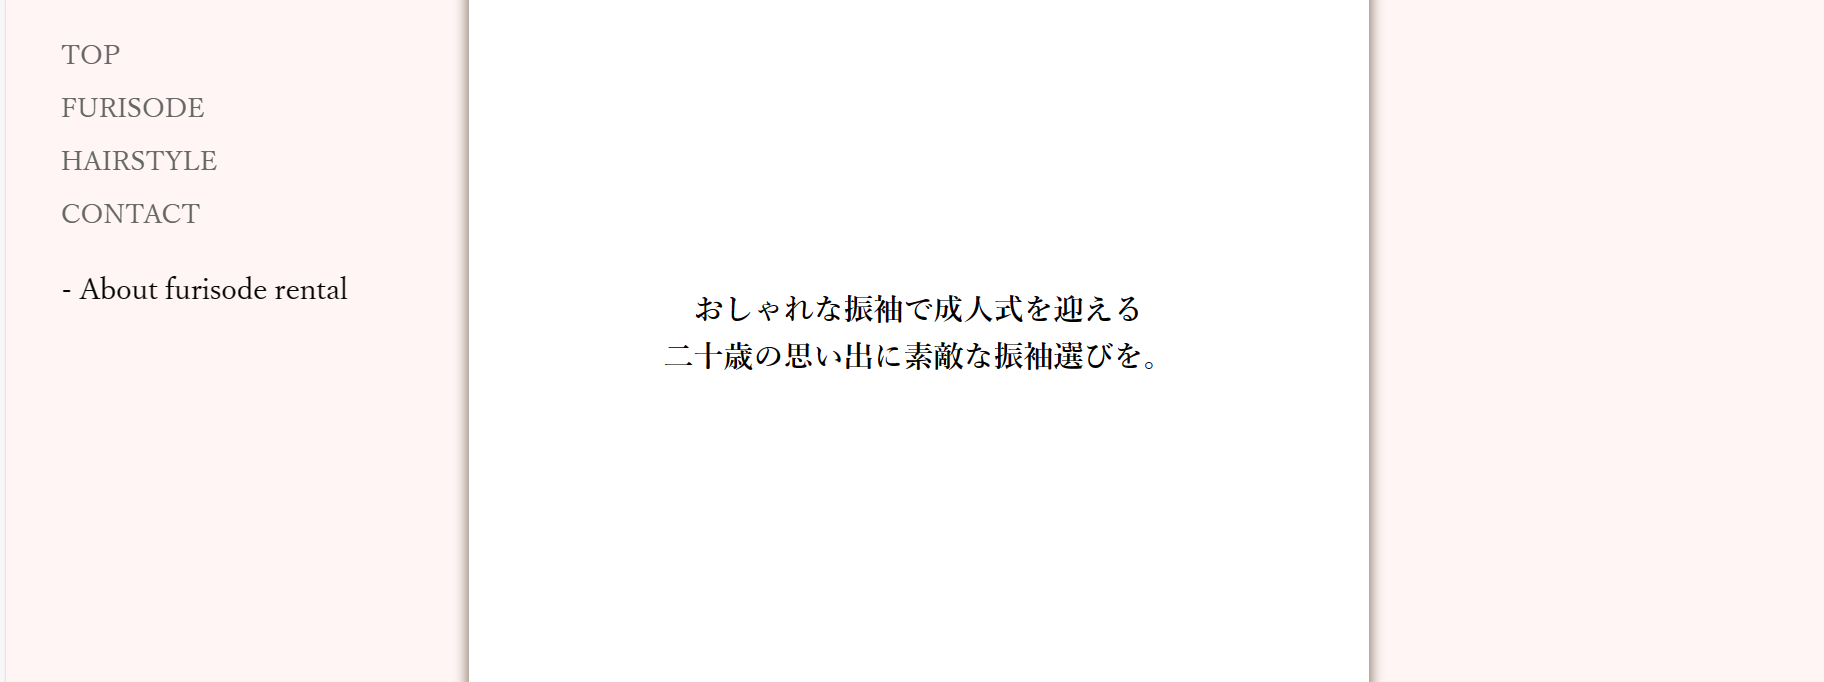 TOP
FURISODE
HAIRSTYLE
CONTACT
- About furisode rental
おしゃれな振袖で成人式を迎える
二十歳の思い出に素敵な振袖選びを。